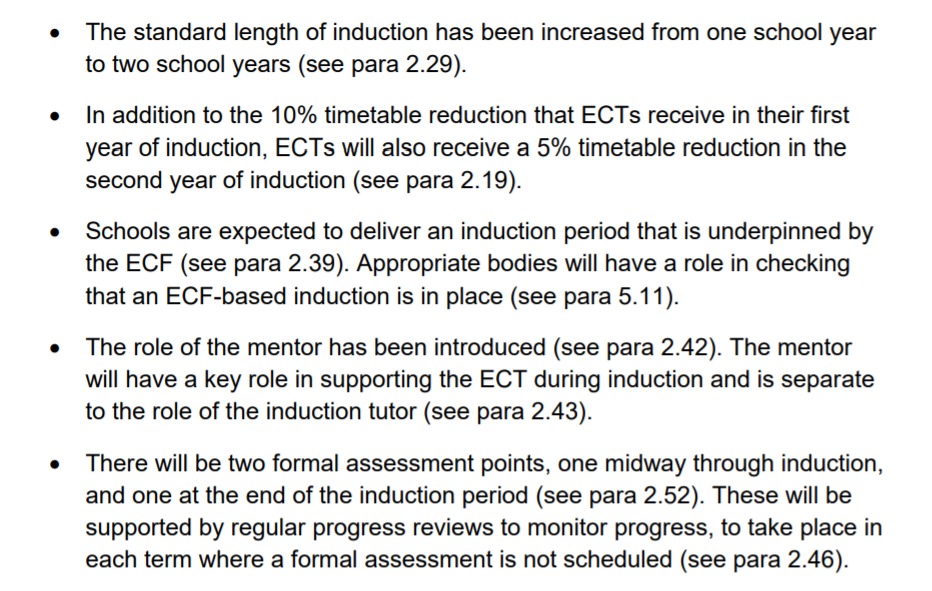 • The standard length of induction has been increased from one school year
to two school years (see para 2.29).
• In addition to the 10% timetable reduction that ECTs receive in their first
year of induction, ECTs will also receive a 5% timetable reduction in the
second year of induction (see para 2.19).
• Schools are expected to deliver an induction period that is underpinned by
the ECF (see para 2.39). Appropriate bodies will have a role in checking
that an ECF-based induction is in place (see para 5.11).
• The role of the mentor has been introduced (see para 2.42). The mentor
will have a key role in supporting the ECT during induction and is separate
to the role of the induction tutor (see para 2.43).
• There will be two formal assessment points, one midway through induction,
and one at the end of the induction period (see para 2.52). These will be
supported by regular progress reviews to monitor progress, to take place in
each term where a formal assessment is not scheduled (see para 2.46).